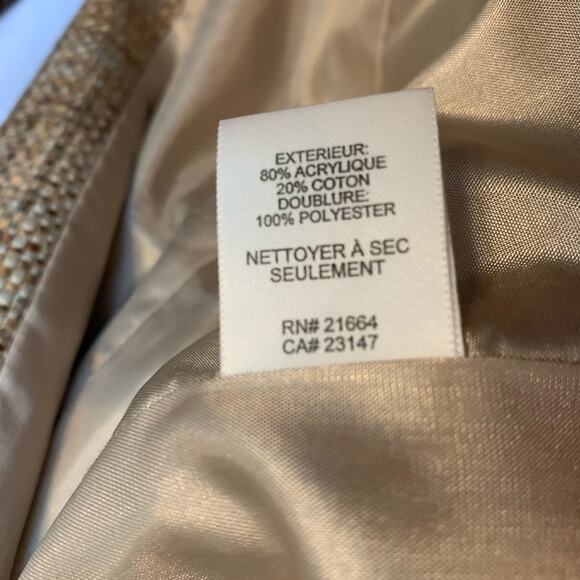 EXTERIEUR:
80% ACRYLIQUE
20% COTON
DOUBLURE:
100% POLYESTER
NETTOYER À SEC
SEULEMENT
RN# 21664
CA# 23147